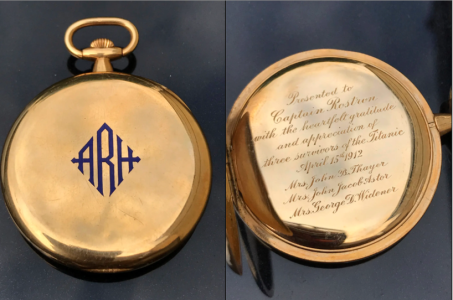 ARH
Presented to
Captain Rostron
with the heartfelt gratitude
and appreciation of
three survivors of the Titanic
April 15th 1912
Mrs. John B. Thayer
Mrs. John Jacob Astor
Mrs. George D. Widener